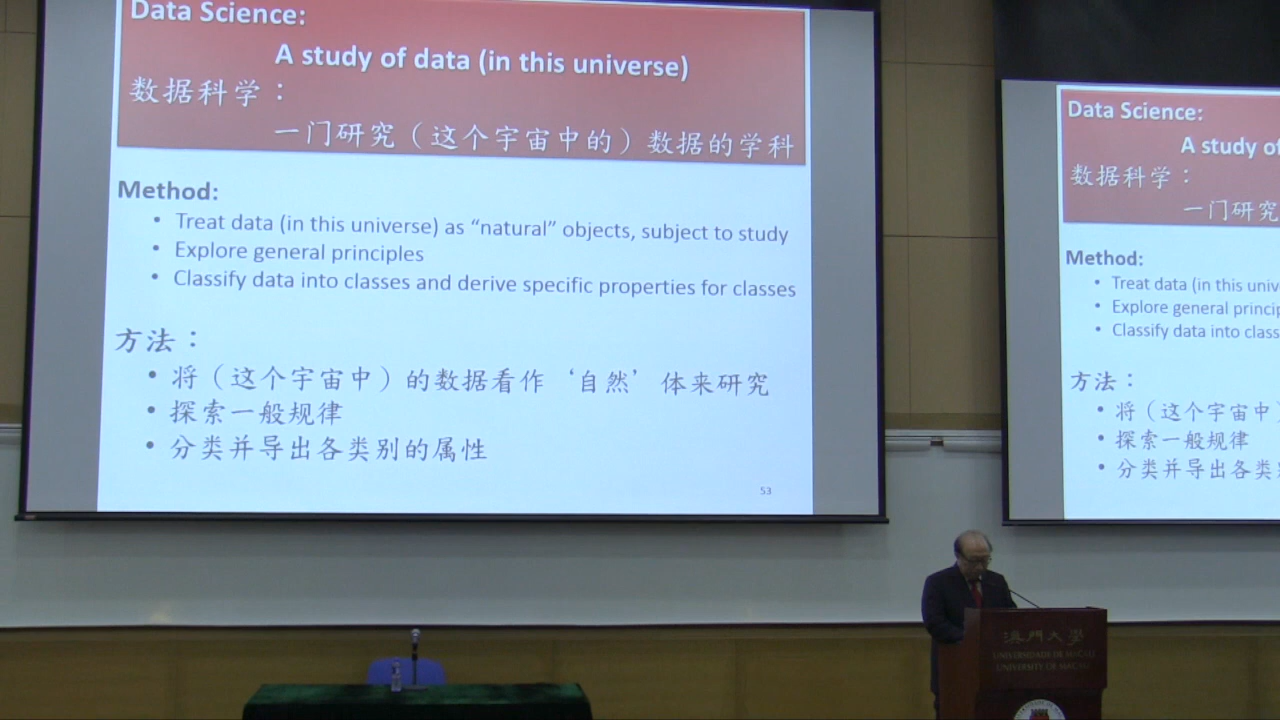 Data Science:
A study of data (in this universe)
数据科学：
一门研究（这个宇宙中的）数据的学科
Method:
• Treat data (in this universe) as “natural” objects, subject to study
• Explore general principles
• Classify data into classes and derive specific properties for classes
方法：
• 将（这个宇宙中）的数据看作‘自然’体来研究
• 探索一般规律
• 分类并导出各类别的属性
53
Data Science:
A study of
数据科学：
一门研究
Method:
• Treat data (in this
• Explore general
• Classify data into class
方法：
• 将（这个宇宙中
• 探索一般规律
• 分类并导出各类
澳門大學
UNIVERSIDADE DE MACAU
UNIVERSITY OF MACAU